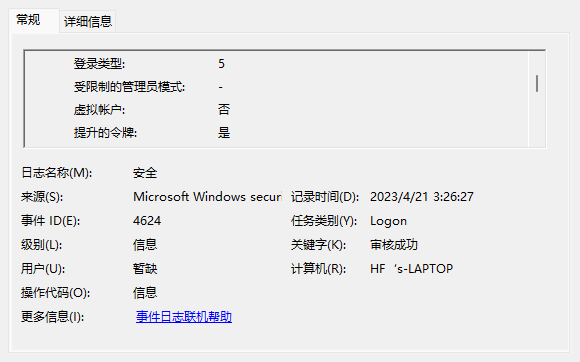 常规 详细信息
登录类型: 5
受限制的管理员模式: -
虚拟帐户: 否
提升的令牌: 是
日志名称(M): 安全
来源(S): Microsoft Windows securi 记录时间(D): 2023/4/21 3:26:27
事件 ID(E): 4624 任务类别(Y): Logon
级别(L): 信息 关键字(K): 审核成功
用户(U): 暂缺 计算机(R): HF‘s-LAPTOP
操作代码(O): 信息
更多信息(I): 事件日志联机帮助